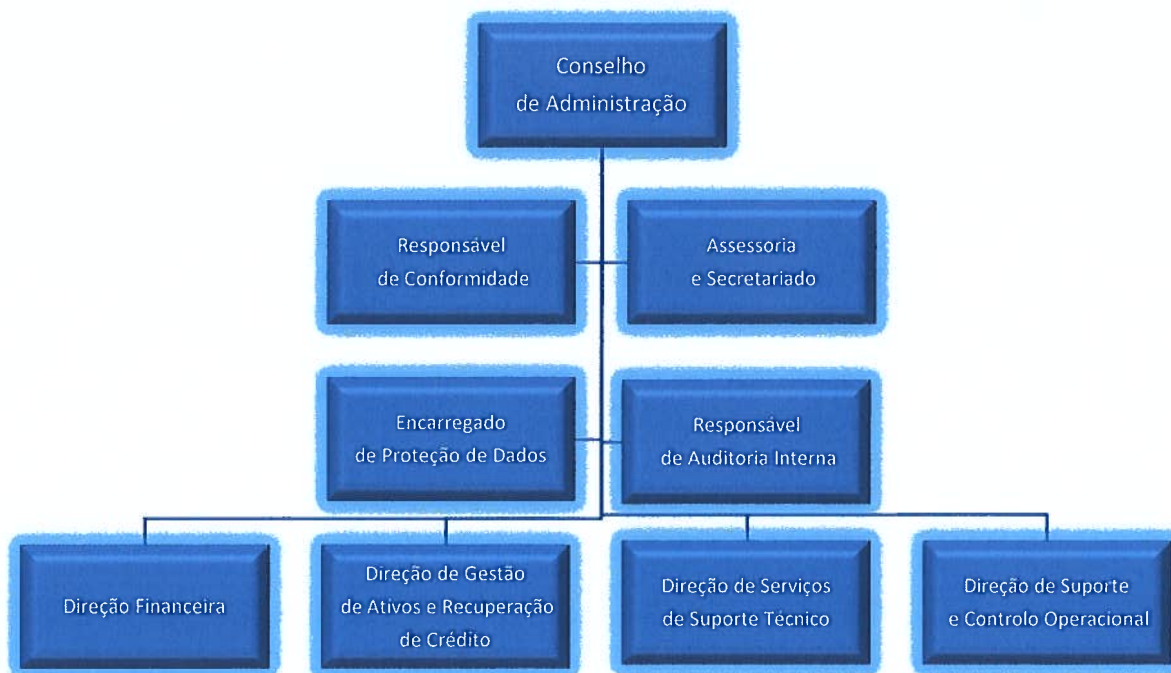 Conselho
de Administração
Responsável
de Conformidade
Assessoria
e Secretariado
Encarregado
de Proteção de Dados
Responsável
de Auditoria Interna
Direção Financeira
Direção de Gestão
de Ativos e Recuperação
de Crédito
Direção de Serviços
de Suporte Técnico
Direção de Suporte
e Controlo Operacional